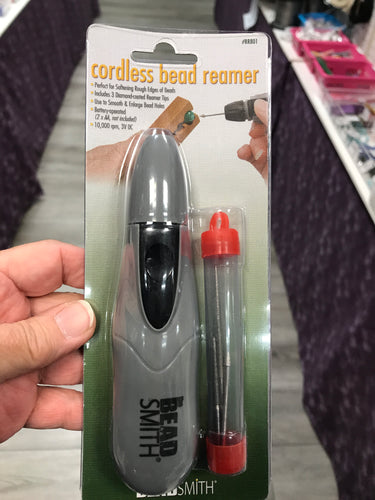 #RRB51
cordless bead reamer
• Perfect for Softening Rough Edges of Beads
• Includes 3 Diamond-coated Reamer Tips
• Use to Smooth & Enlarge Bead Holes
• Battery-operated
(2 x AA, not included)
• 10,000 rpm, 3V DC
BEAD
SMITH®
SMITH®